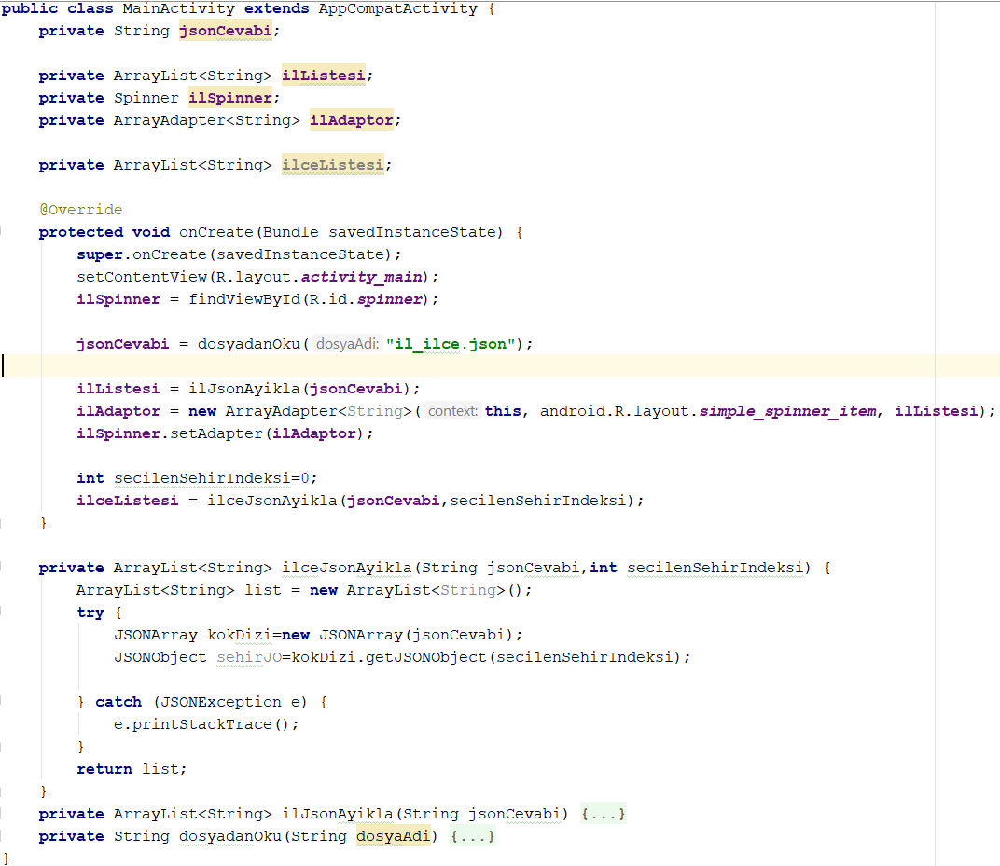 public class MainActivity extends AppCompatActivity {
    private String jsonCevabi;

    private ArrayList<String> ilListesi;
    private Spinner ilSpinner;
    private ArrayAdapter<String> ilAdaptor;

    private ArrayList<String> ilceListesi;

    @Override
    protected void onCreate(Bundle savedInstanceState) {
        super.onCreate(savedInstanceState);
        setContentView(R.layout.activity_main);
        ilSpinner = findViewById(R.id.spinner);

        jsonCevabi = dosyadanOku( dosyaAdi: "il_ilce.json");

        ilListesi = ilJsonAyikla(jsonCevabi);
        ilAdaptor = new ArrayAdapter<String>( context: this, android.R.layout.simple_spinner_item, ilListesi);
        ilSpinner.setAdapter(ilAdaptor);

        int secilenSehirIndeksi=0;
        ilceListesi = ilceJsonAyikla(jsonCevabi,secilenSehirIndeksi);
    }

    private ArrayList<String> ilceJsonAyikla(String jsonCevabi,int secilenSehirIndeksi) {
        ArrayList<String> list = new ArrayList<String>();
        try {
            JSONArray kokDizi=new JSONArray(jsonCevabi);
            JSONObject sehirJO=kokDizi.getJSONObject(secilenSehirIndeksi);

        } catch (JSONException e) {
            e.printStackTrace();
        }
        return list;
    }
    private ArrayList<String> ilJsonAyikla(String jsonCevabi) {...}
    private String dosyadanOku(String dosyaAdi) {...}
}